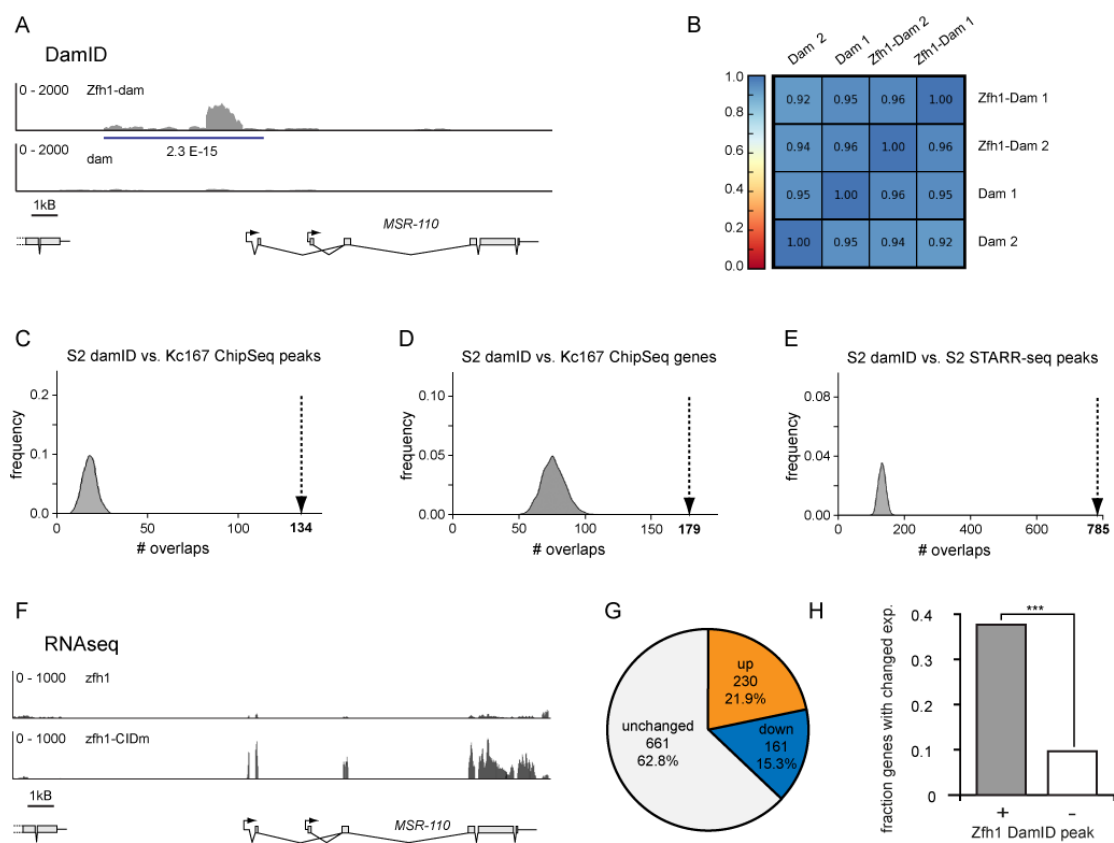 A
DamID
0 - 2000 Zfh1-dam
2.3 E-15
0 - 2000
dam
1kB
MSR-110
B
Dam 2 Dam 1 Zfh1-Dam 2 Zfh1-Dam 1
1.0
0.8
0.6
0.4
0.2
0.0
0.92 0.95 0.96 1.00 Zfh1-Dam 1
0.94 0.96 1.00 0.96 Zfh1-Dam 2
0.95 1.00 0.96 0.95 Dam 1
1.00 0.95 0.94 0.92 Dam 2
C
S2 damID vs. Kc167 ChipSeq peaks
frequency
0.2
0.1
0.0
0 50 100 134
# overlaps
D
S2 damID vs. Kc167 ChipSeq genes
frequency
0.10
0.05
0.00
0 50 100 150 179
# overlaps
E
S2 damID vs. S2 STARR-seq peaks
frequency
0.08
0.04
0.00
0 200 400 600 785
# overlaps
F
RNAseq
0 - 1000 zfh1
0 - 1000 zfh1-CIDm
1kB
MSR-110
G
up
230
21.9%
down
161
15.3%
unchanged
661
62.8%
H
fraction genes with changed exp.
0.4
0.3
0.1
0
***
+ -
Zfh1 DamID peak